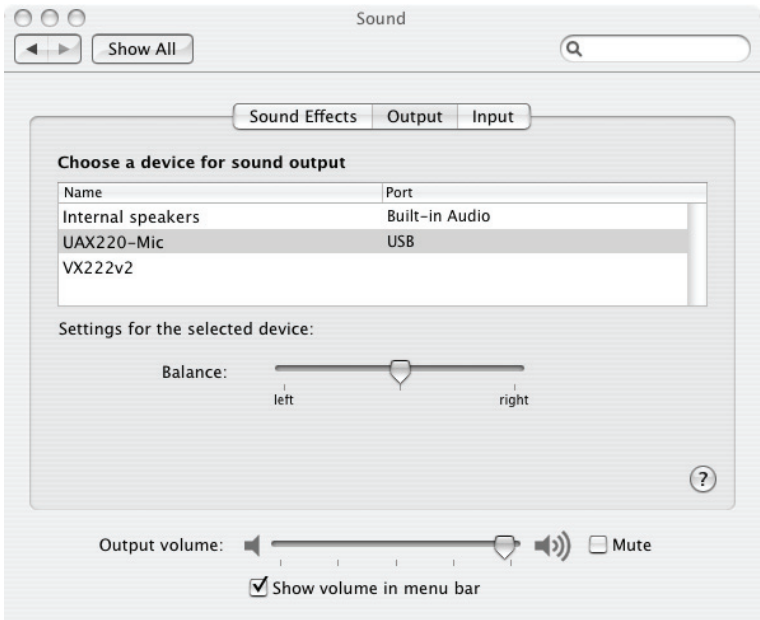 Sound
Show All
Sound Effects Output Input
Choose a device for sound output
Name Port
Internal speakers Built-in Audio
UAX220-Mic USB
VX222v2
Settings for the selected device:
Balance:
left right
?
Output volume: Mute
Show volume in menu bar